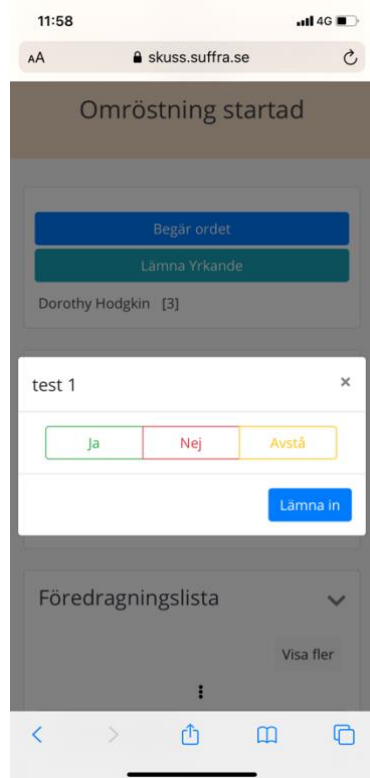 11:58
4G
AA
skuss.suffra.se
Omröstning startad
Begär ordet
Lämna Yrkande
Dorothy Hodgkin [3]
test 1
×
Ja Nej Avstå
Lämna in
Föredragningslista
Visa fler